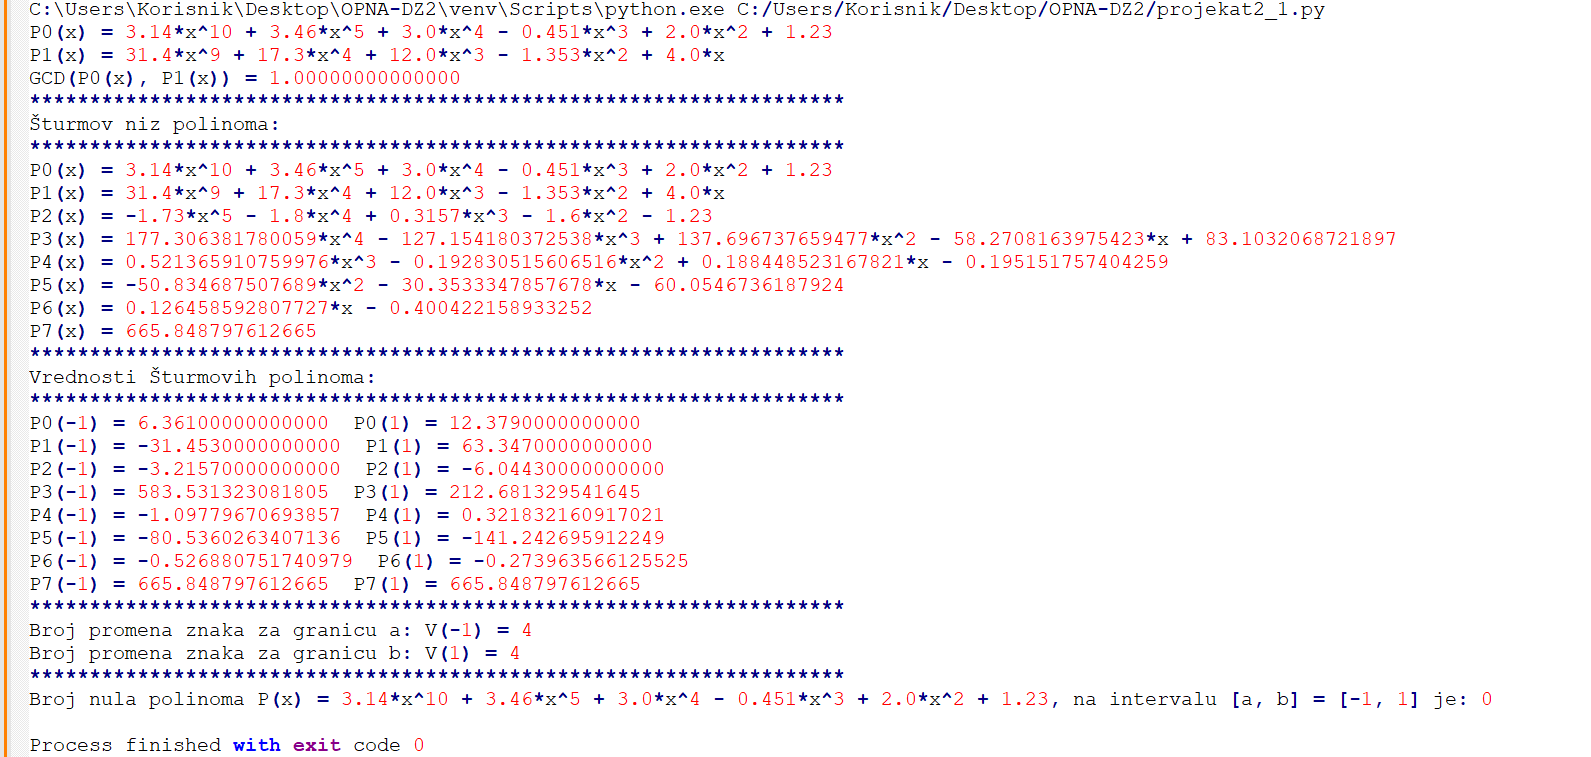 C:\Users\Korisnik\Desktop\OPNA-DZ2\venv\Scripts\python.exe C:/Users/Korisnik/Desktop/OPNA-DZ2/projekat2_1.py
P0(x) = 3.14*x^10 + 3.46*x^5 + 3.0*x^4 - 0.451*x^3 + 2.0*x^2 + 1.23
P1(x) = 31.4*x^9 + 17.3*x^4 + 12.0*x^3 - 1.353*x^2 + 4.0*x
GCD(P0(x), P1(x)) = 1.00000000000000
********************************************************************
Šturmov niz polinoma:
********************************************************************
P0(x) = 3.14*x^10 + 3.46*x^5 + 3.0*x^4 - 0.451*x^3 + 2.0*x^2 + 1.23
P1(x) = 31.4*x^9 + 17.3*x^4 + 12.0*x^3 - 1.353*x^2 + 4.0*x
P2(x) = -1.73*x^5 - 1.8*x^4 + 0.3157*x^3 - 1.6*x^2 - 1.23
P3(x) = 177.306381780059*x^4 - 127.154180372538*x^3 + 137.696737659477*x^2 - 58.2708163975423*x + 83.1032068721897
P4(x) = 0.521365910759976*x^3 - 0.192830515606516*x^2 + 0.188448523167821*x - 0.195151757404259
P5(x) = -50.834687507689*x^2 - 30.3533347857678*x - 60.0546736187924
P6(x) = 0.126458592807727*x - 0.400422158933252
P7(x) = 665.848797612665
********************************************************************
Vrednosti Šturmovih polinoma:
********************************************************************
P0(-1) = 6.36100000000000  P0(1) = 12.3790000000000
P1(-1) = -31.4530000000000  P1(1) = 63.3470000000000
P2(-1) = -3.21570000000000  P2(1) = -6.04430000000000
P3(-1) = 583.531323081805  P3(1) = 212.681329541645
P4(-1) = -1.09779670693857  P4(1) = 0.321832160917021
P5(-1) = -80.5360263407136  P5(1) = -141.242695912249
P6(-1) = -0.526880751740979  P6(1) = -0.273963566125525
P7(-1) = 665.848797612665  P7(1) = 665.848797612665
********************************************************************
Broj promena znaka za granicu a: V(-1) = 4
Broj promena znaka za granicu b: V(1) = 4
********************************************************************
Broj nula polinoma P(x) = 3.14*x^10 + 3.46*x^5 + 3.0*x^4 - 0.451*x^3 + 2.0*x^2 + 1.23, na intervalu [a, b] = [-1, 1] je: 0
Process finished with exit code 0